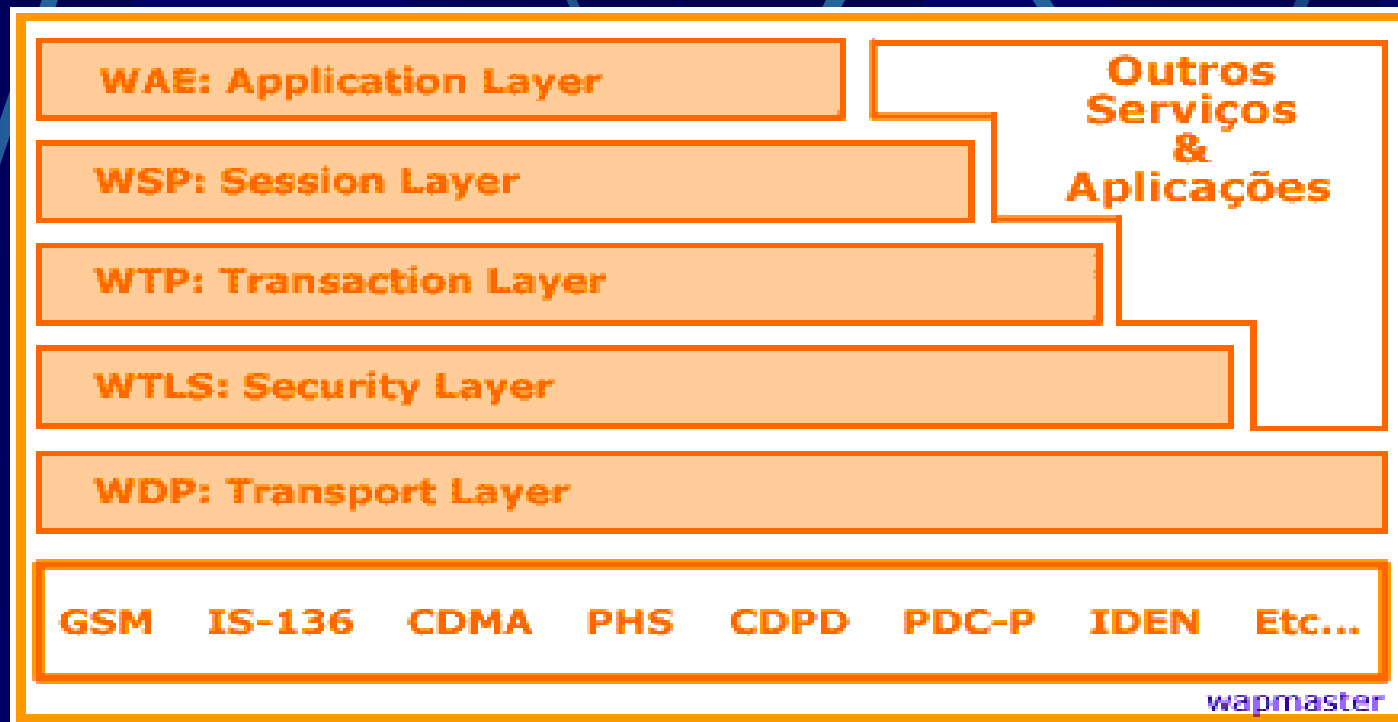 WAE: Application Layer
Outros
Serviços
&
Aplicações
WSP: Session Layer
WTP: Transaction Layer
WTLS: Security Layer
WDP: Transport Layer
GSM IS-136 CDMA PHS CDPD PDC-P IDEN Etc...
wapmaster